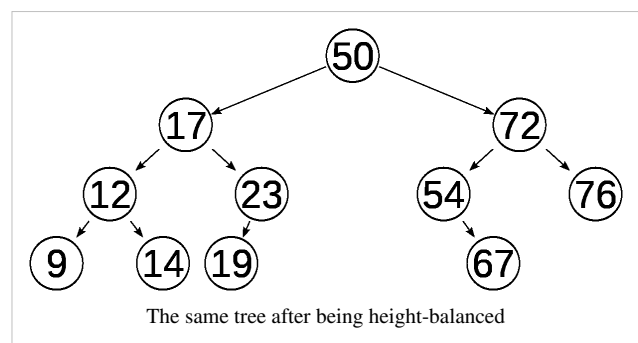 50
17 72
12 23 54 76
9 14 19 67
The same tree after being height-balanced